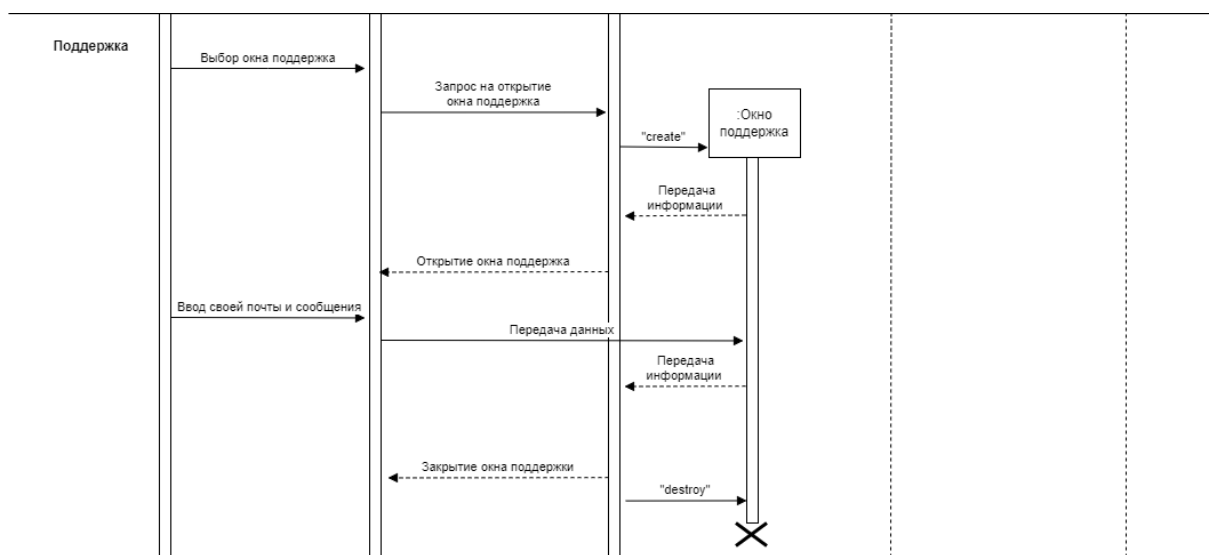 Поддержка
Выбор окна поддержка
Запрос на открытие
окна поддержка
:Окно
поддержка
"create"
Передача
информации
Открытие окна поддержка
Ввод своей почты и сообщения
Передача данных
Передача
информации
Закрытие окна поддержки
"destroy"